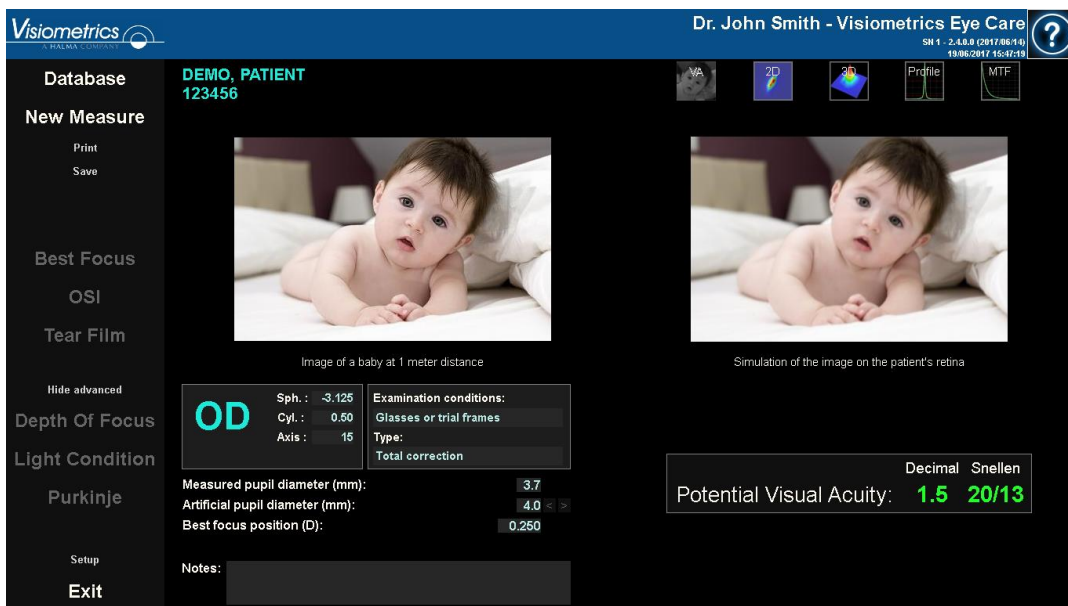 Visiometrics
A HALMA COMPANY
Dr. John Smith - Visiometrics Eye Care
SN 1 - 2.4.0.0 (2017/06/14)
19/06/2017 15:47:19
?
Database
New Measure
Print
Save
Best Focus
OSI
Tear Film
Hide advanced
Depth Of Focus
Light Condition
Purkinje
Setup
Exit
DEMO, PATIENT
123456
VA 2D 3D Profile MTF
Image of a baby at 1 meter distance
Simulation of the image on the patient's retina
OD
Sph. : -3.125
Cyl. : 0.50
Axis : 15
Examination conditions:
Glasses or trial frames
Type:
Total correction
Measured pupil diameter (mm): 3.7
Artificial pupil diameter (mm): 4.0 < >
Best focus position (D): 0.250
Notes:
Decimal Snellen
Potential Visual Acuity: 1.5 20/13